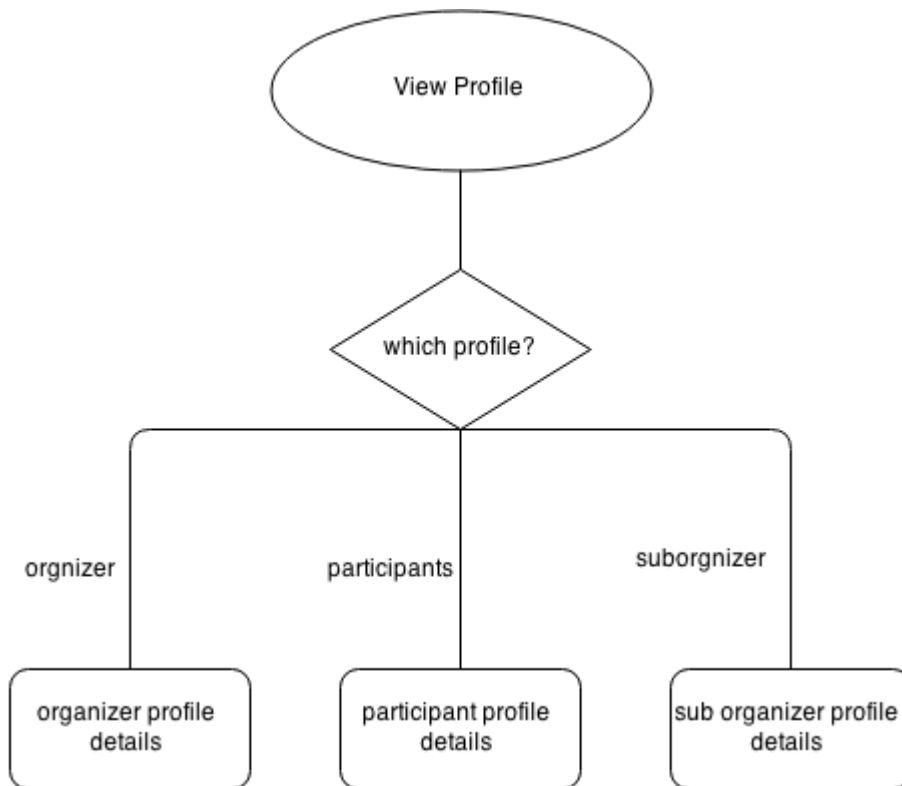 View Profile
which profile?
orgnizer
participants
suborgnizer
organizer profile
details
participant profile
details
sub organizer profile
details